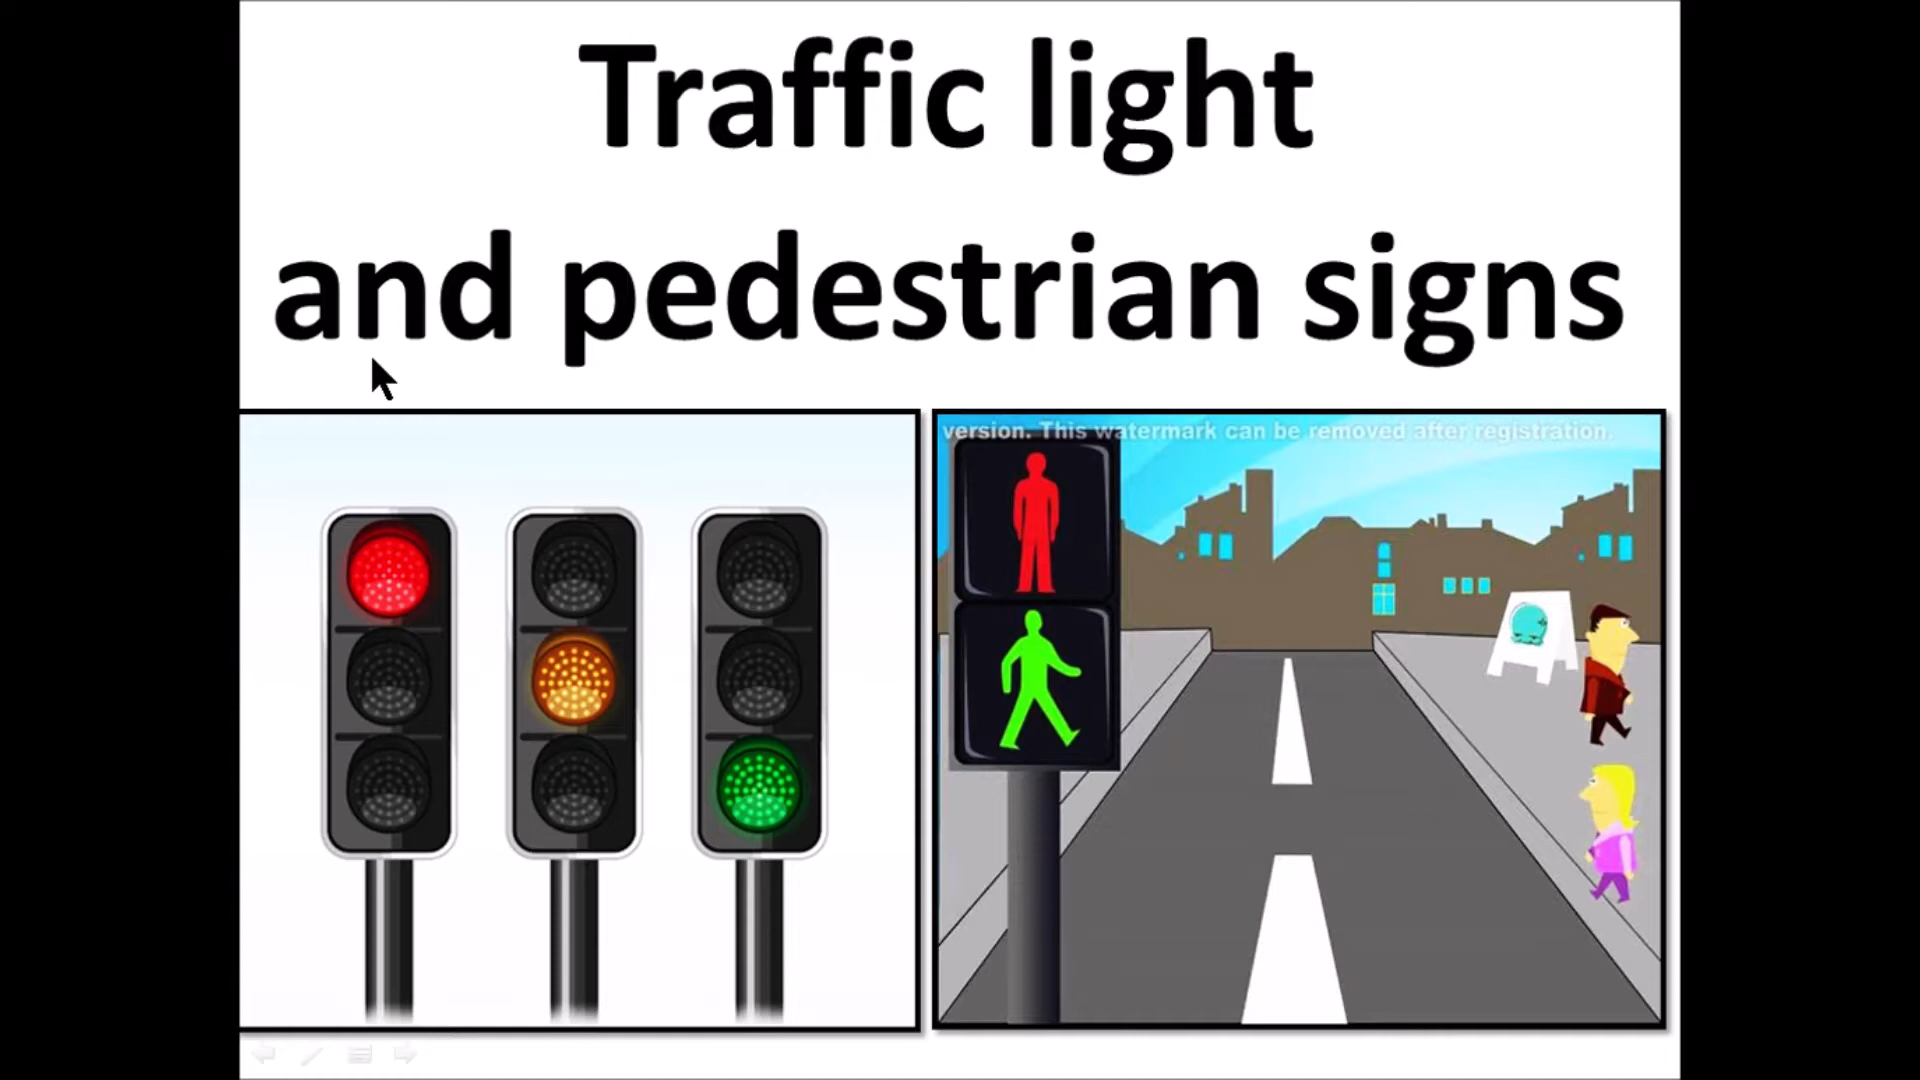 Traffic light
and pedestrian signs
version. This watermark can be removed after registration.